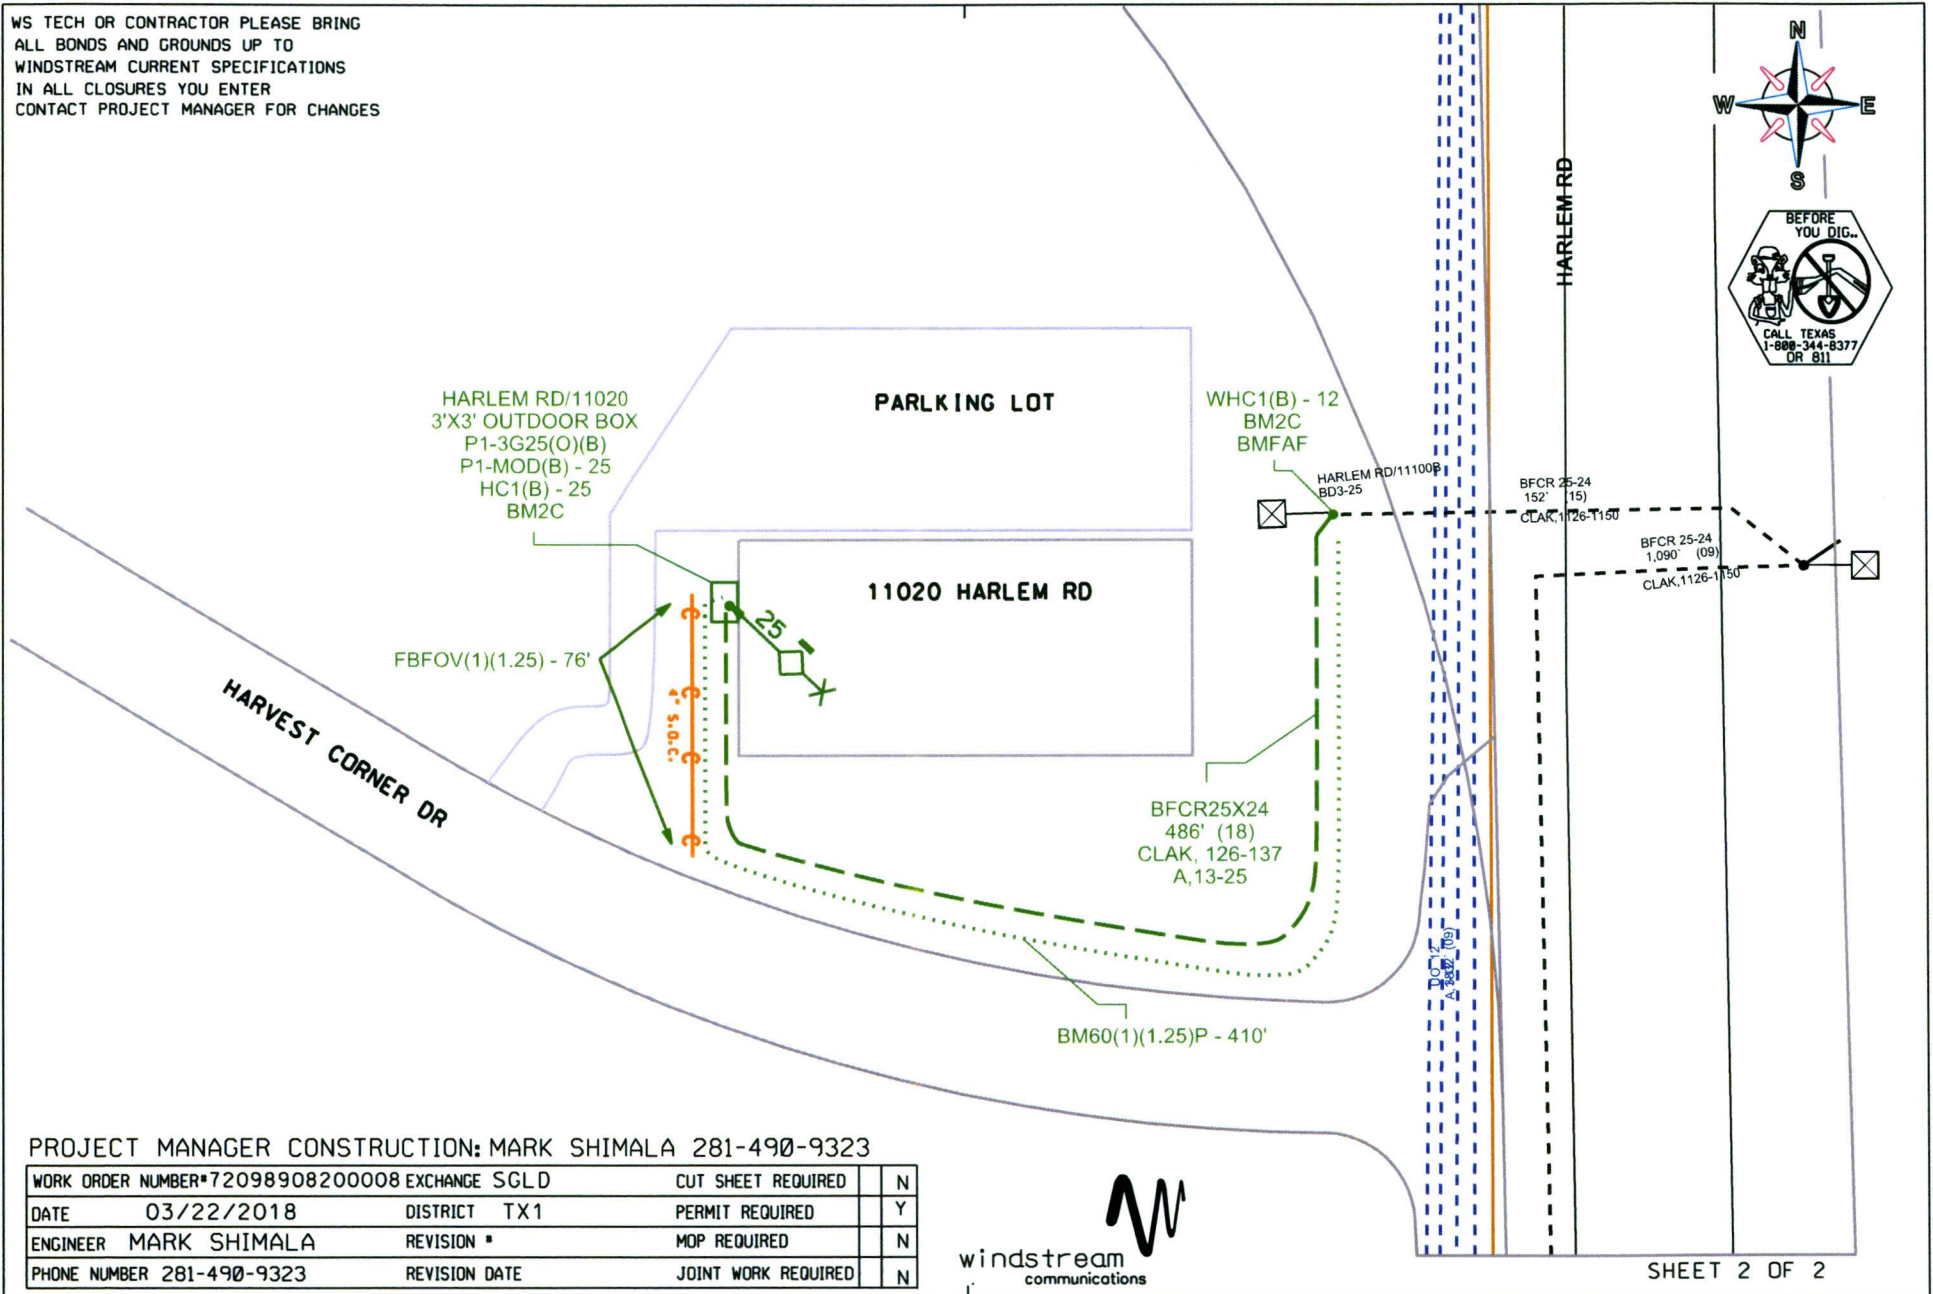 WS TECH OR CONTRACTOR PLEASE BRING
ALL BONDS AND GROUNDS UP TO
WINDSTREAM CURRENT SPECIFICATIONS
IN ALL CLOSURES YOU ENTER
CONTACT PROJECT MANAGER FOR CHANGES
N
W
E
S
HARLEM RD
BEFORE
YOU DIG..
CALL TEXAS
1-800-344-8377
OR 811
HARLEM RD/11020
3'X3' OUTDOOR BOX
P1-3G25(O)(B)
P1-MOD(B) - 25
HC1(B) - 25
BM2C
PARLKING LOT
WHC1(B) - 12
BM2C
BMFAF
HARLEM RD/11100B
BD3-25
BFCR 25-24
152' (15)
CLAK,1126-1150
BFCR 25-24
1,090' (09)
CLAK,1126-1150
11020 HARLEM RD
25
FBFOV(1)(1.25) - 76'
C
C
4" S.D.C.
C
C
HARVEST CORNER DR
BFCR25X24
486' (18)
CLAK, 126-137
A,13-25
BM60(1)(1.25)P - 410'
PROJECT MANAGER CONSTRUCTION: MARK SHIMALA 281-490-9323
WORK ORDER NUMBER#72098908200008 EXCHANGE SGLD CUT SHEET REQUIRED N
DATE 03/22/2018 DISTRICT TX1 PERMIT REQUIRED Y
ENGINEER MARK SHIMALA REVISION # MOP REQUIRED N
PHONE NUMBER 281-490-9323 REVISION DATE JOINT WORK REQUIRED N
windstream
communications
SHEET 2 OF 2